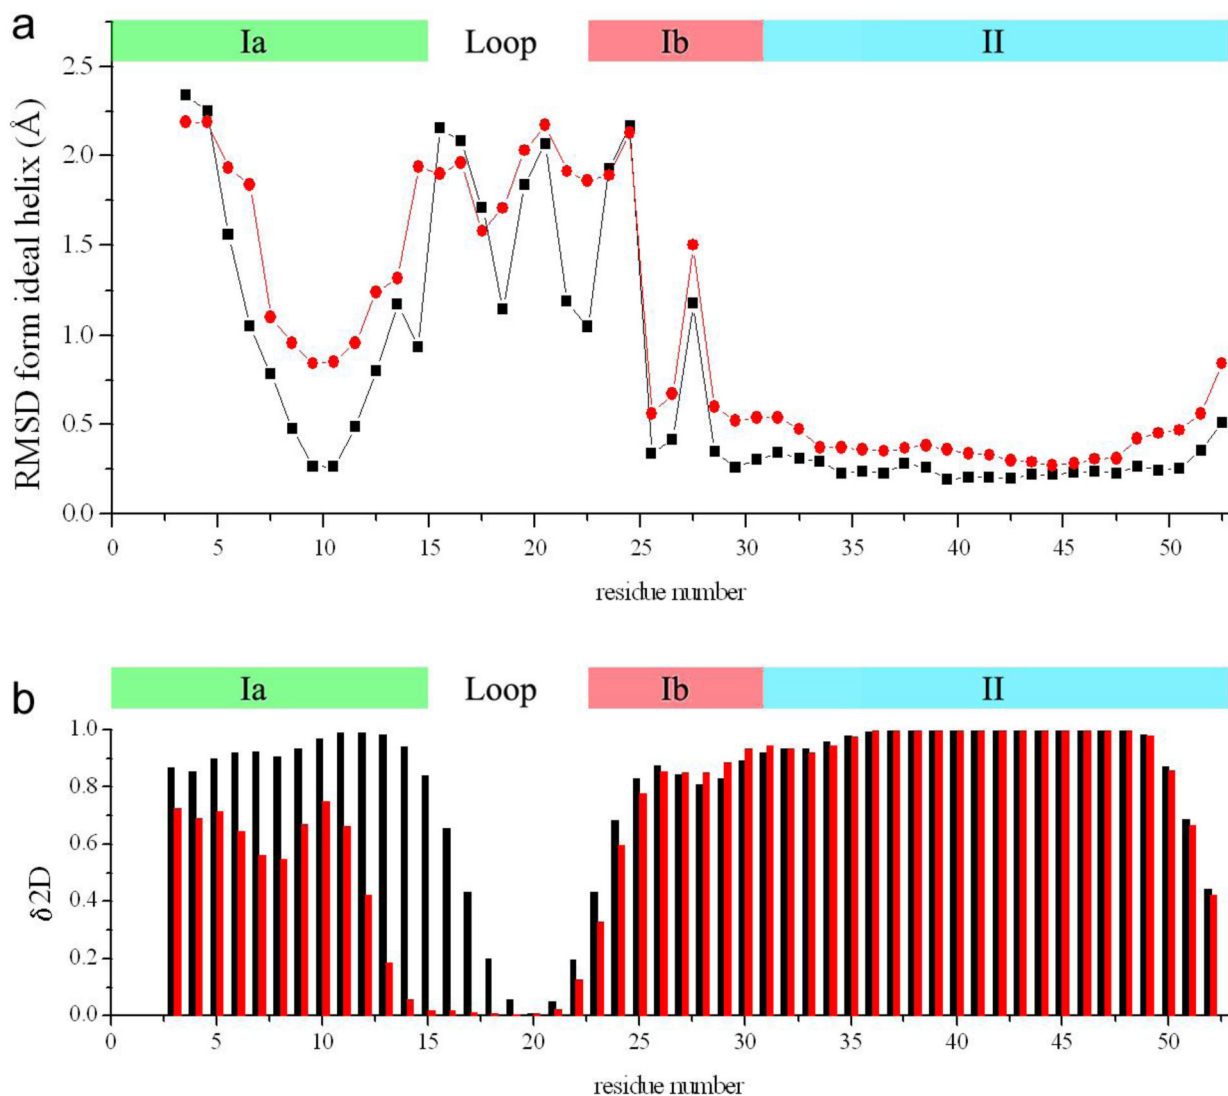 a
Ia Loop Ib II
RMSD form ideal helix (Å)
2.5
2.0
1.5
1.0
0.5
0.0
0 5 10 15 20 25 30 35 40 45 50
residue number
b
Ia Loop Ib II
δ2D
1.0
0.8
0.6
0.4
0.2
0.0
0 5 10 15 20 25 30 35 40 45 50
residue number